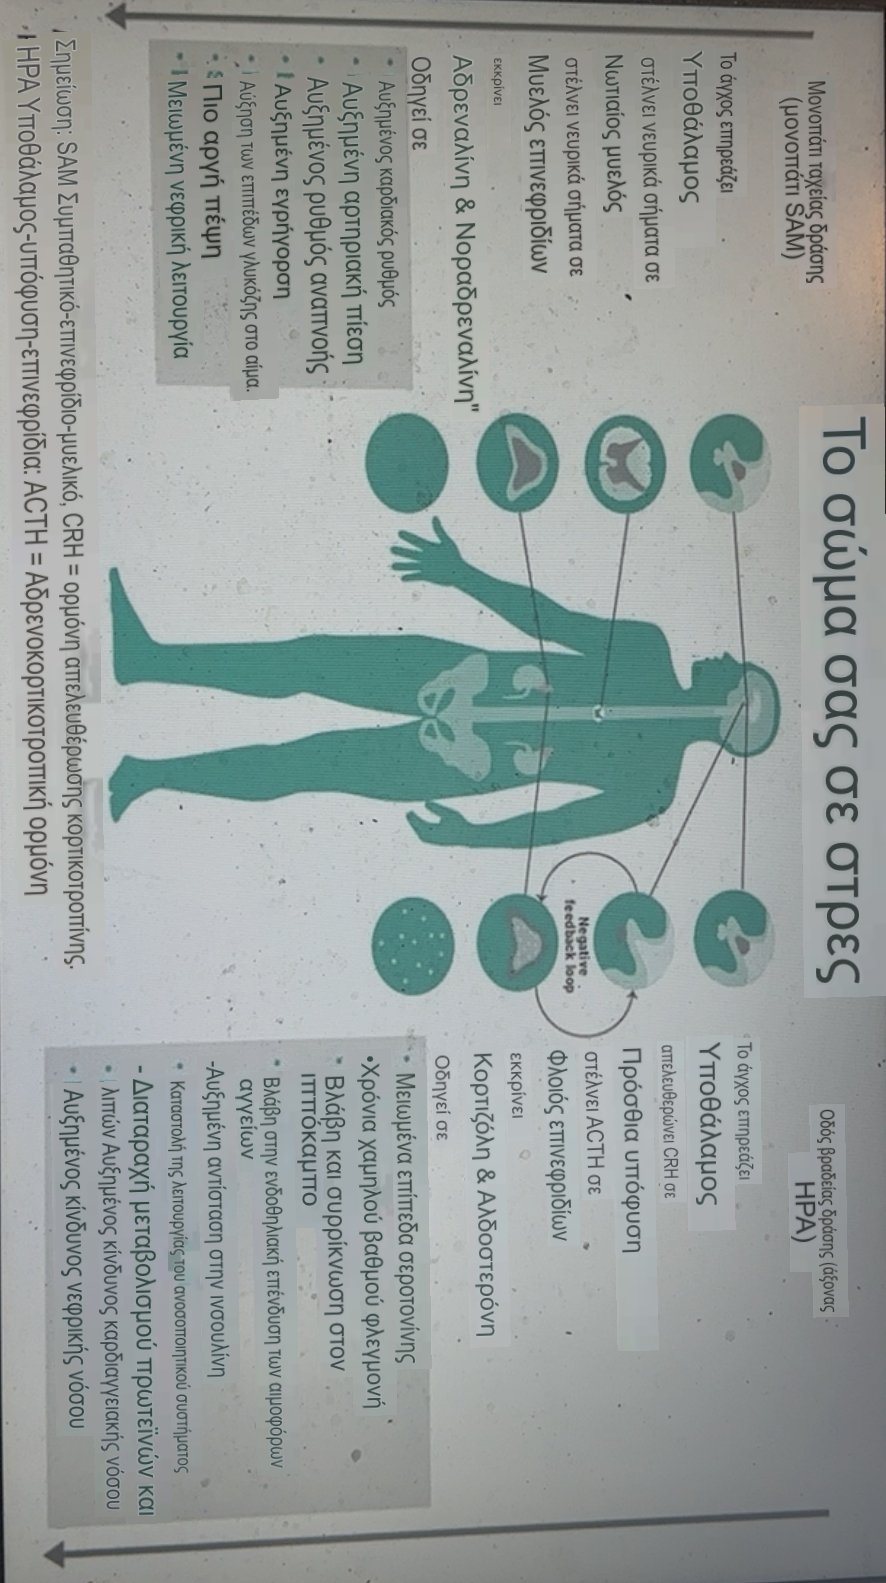 Το σώμα σας σε στρες
Μονοπάτι ταχείας δράσης
(μονοπάτι SAM)
Το άγχος επηρεάζει
Υποθάλαμος
στέλνει νευρικά σήματα σε
Νωτιαίος μυελός
στέλνει νευρικά σήματα σε
Μυελός επινεφριδίων
εκκρίνει
Αδρεναλίνη & Νοραδρεναλίνη"
Οδηγεί σε
• Αυξημένος καρδιακός ρυθμός
• Αυξημένη αρτηριακή πίεση
• Αυξημένος ρυθμός αναπνοής
• Αυξημένη εγρήγορση
• Αύξηση των επιπέδων γλυκόζης στο αίμα.
• Πιο αργή πέψη
• Μειωμένη νεφρική λειτουργία
Negative
feedback loop
Οδός βραδείας δράσης (άξονας
HPA)
Το άγχος επηρεάζει
Υποθάλαμος
απελευθερώνει CRH σε
Πρόσθια υπόφυση
στέλνει ACTH σε
Φλοιός επινεφριδίων
εκκρίνει
Κορτιζόλη & Αλδοστερόνη
Οδηγεί σε
• Μειωμένα επίπεδα σεροτονίνης
•Χρόνια χαμηλού βαθμού φλεγμονή
• Βλάβη και συρρίκνωση στον
ιππόκαμπο
• Βλάβη στην ενδοθηλιακή επένδυση των αιμοφόρων
αγγείων
-Αυξημένη αντίσταση στην ινσουλίνη
• Καταστολή της λειτουργίας του ανοσοποιητικού συστήματος
- Διαταραχή μεταβολισμού πρωτεϊνών και
• λιπών Αυξημένος κίνδυνος καρδιαγγειακής νόσου
• Αυξημένος κίνδυνος νεφρικής νόσου
Σημείωση: SAM Συμπαθητικό-επινεφρίδιο-μυελικό, CRH = ορμόνη απελευθέρωσης κορτικοτροπίνης.
HPA Υποθάλαμος-υπόφυση-επινεφρίδια: ACTH = Αδρενοκορτικοτροπική ορμόνη